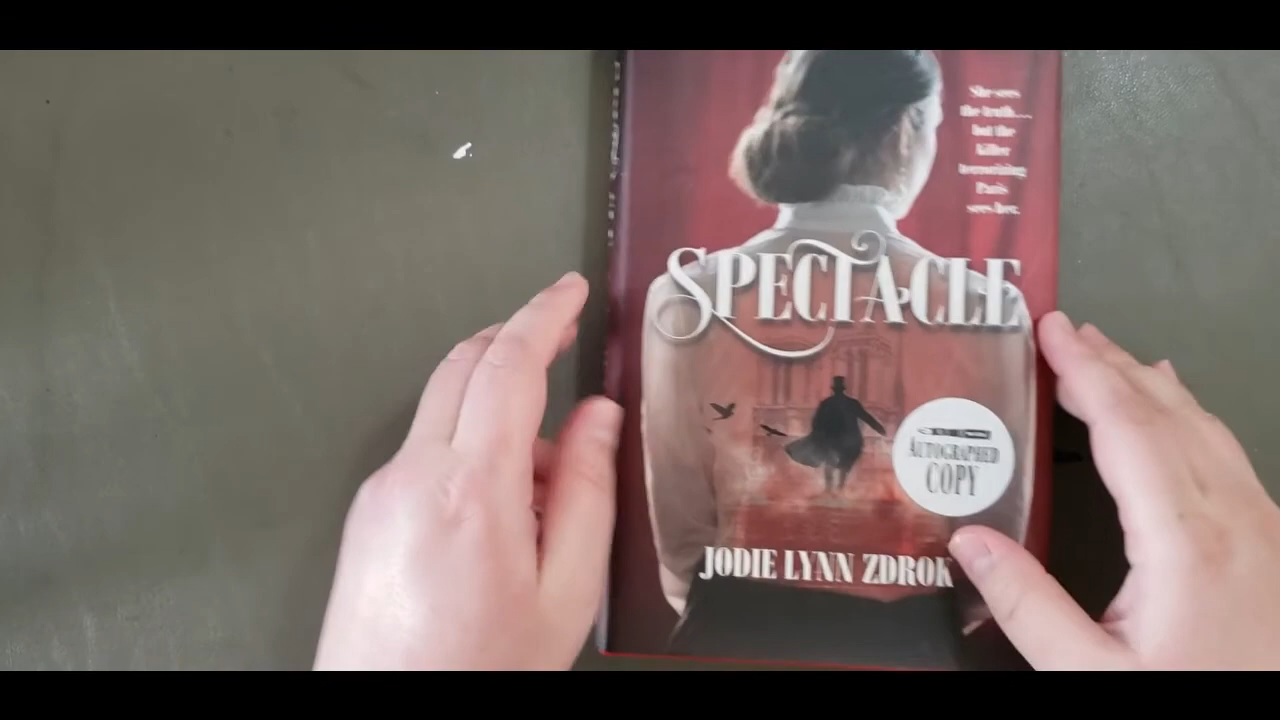 She sees
the truth...
but the
killer
terrorizing
Paris
sees her.
SPECTACLE
AUTOGRAPHED
COPY
JODIE LYNN ZDROK